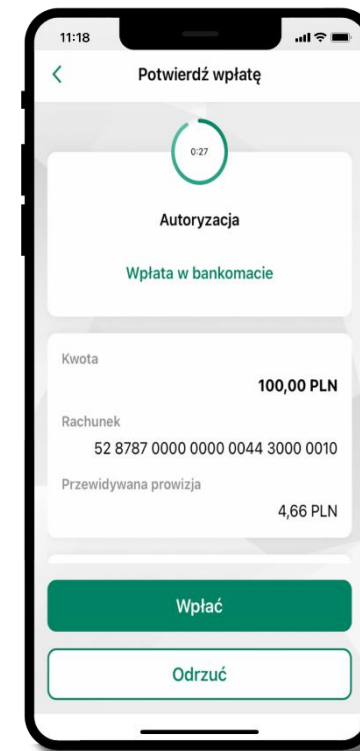 11:18
Potwierdź wpłatę
0:27
Autoryzacja
Wpłata w bankomacie
Kwota
100,00 PLN
Rachunek
52 8787 0000 0000 0044 3000 0010
Przewidywana prowizja
4,66 PLN
Wpłać
Odrzuć